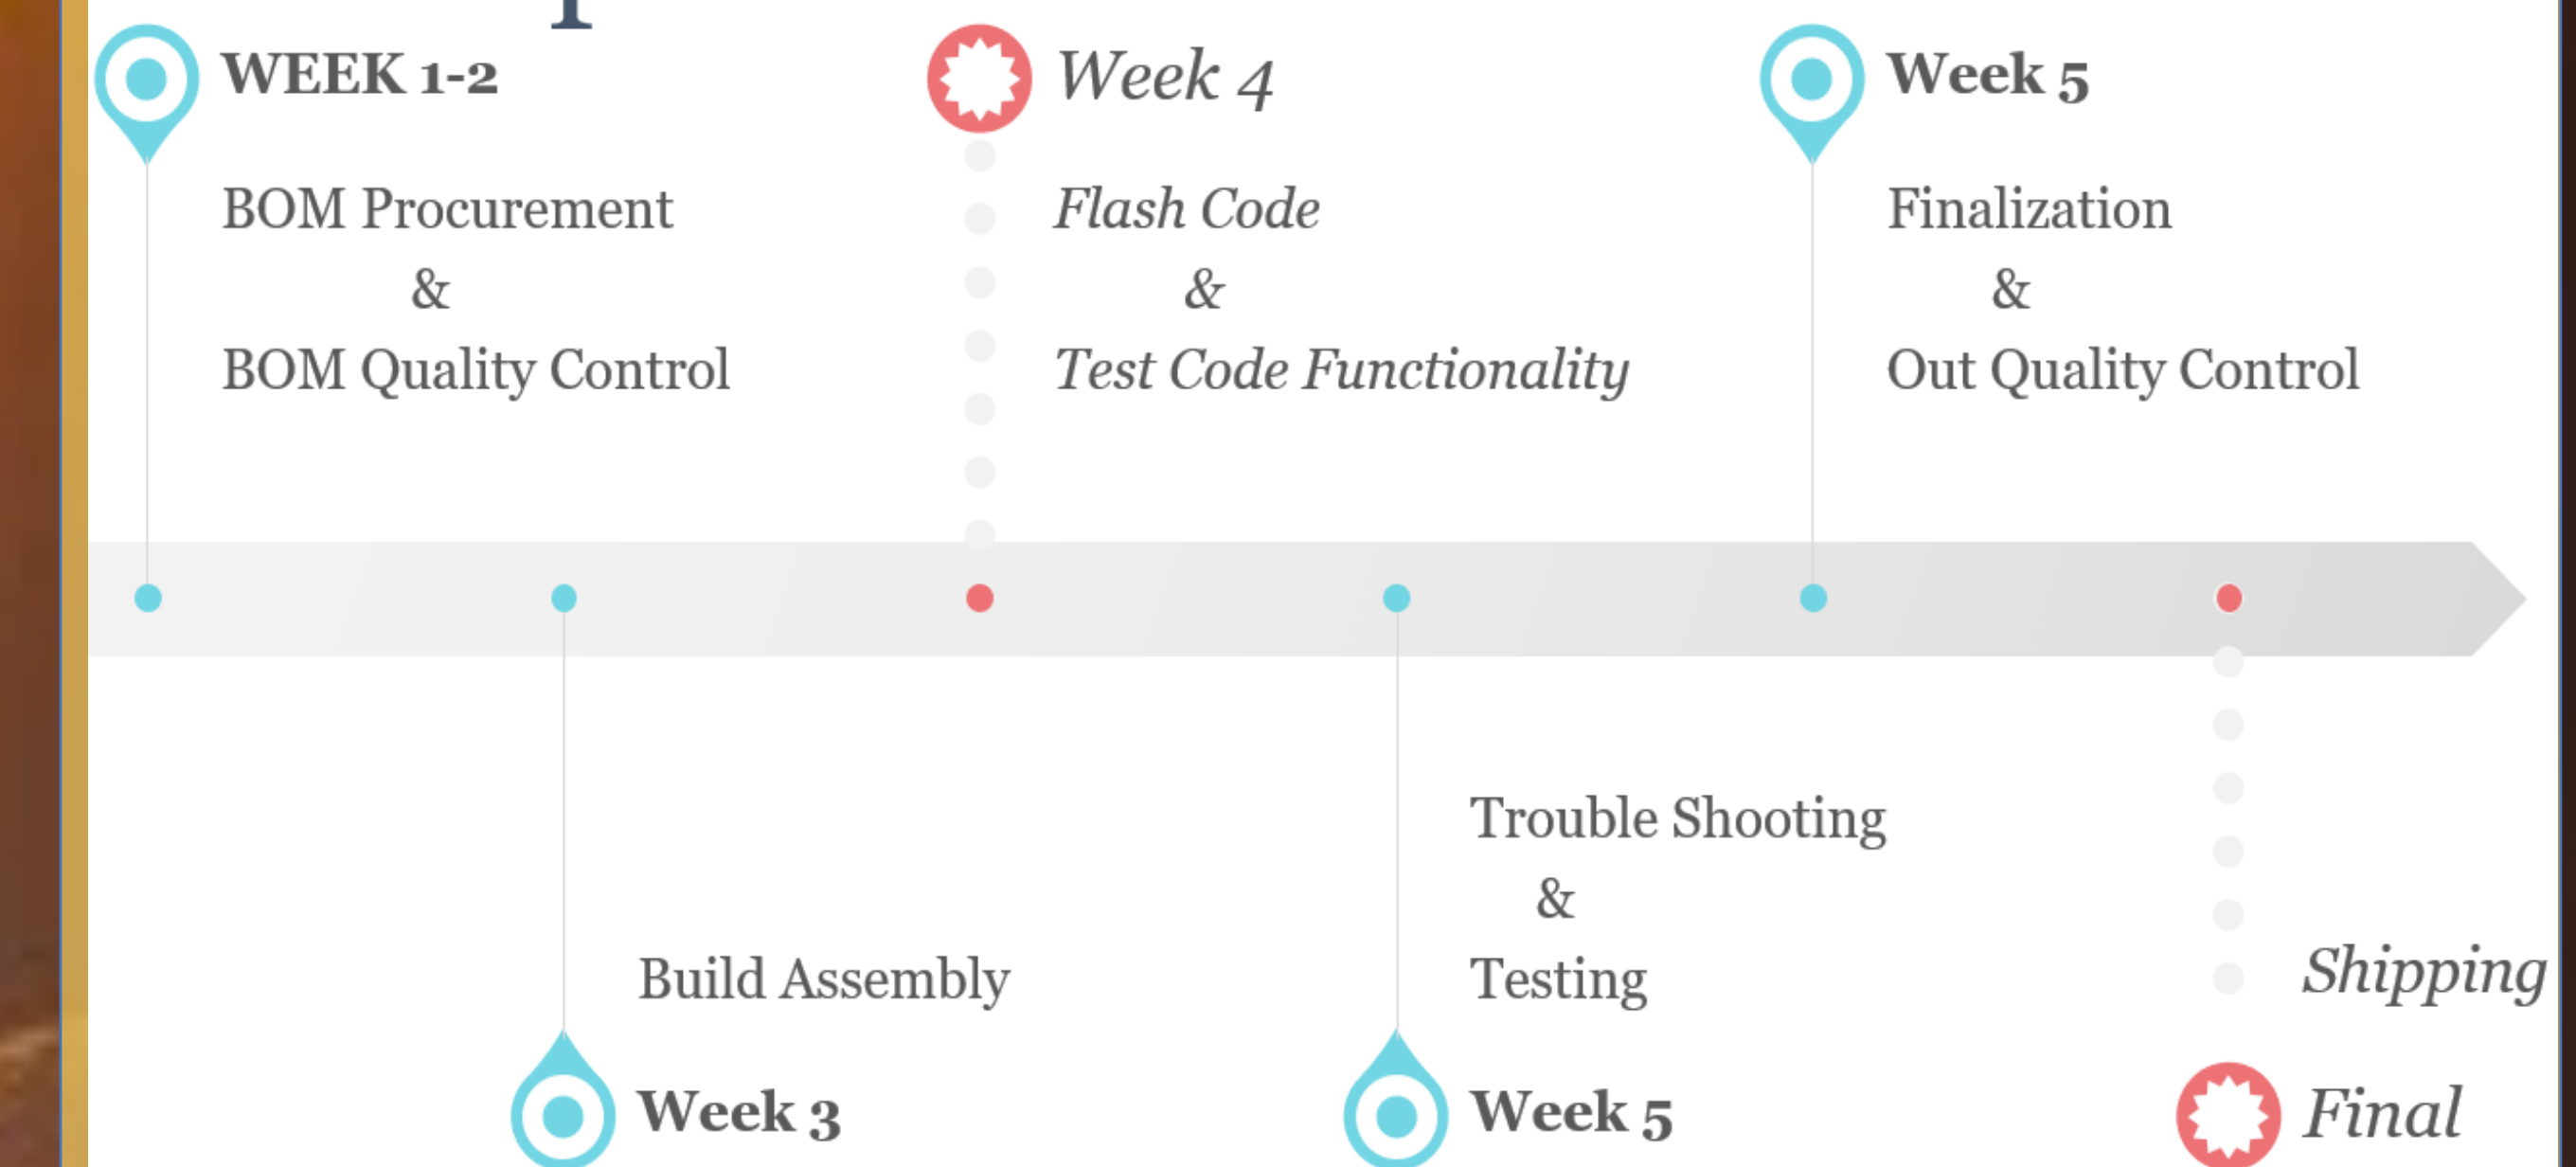 WEEK 1-2
BOM Procurement
&
BOM Quality Control
Week 4
Flash Code
&
Test Code Functionality
Week 5
Finalization
&
Out Quality Control
Build Assembly
Week 3
Trouble Shooting
&
Testing
Week 5
Shipping
Final